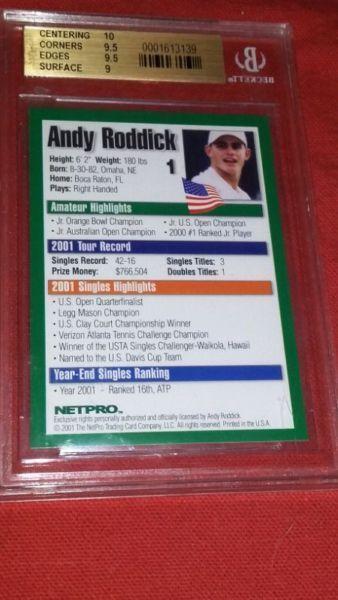 CENTERING 10
CORNERS 9.5
EDGES 9.5
SURFACE 9
0001613139
BECKETT
Andy Roddick
1
Height: 6' 2" Weight: 180 lbs
Born: 8-30-82, Omaha, NE
Home: Boca Raton, FL
Plays: Right Handed
Amateur Highlights
• Jr. Orange Bowl Champion • Jr. U.S. Open Champion
• Jr. Australian Open Champion • 2000 #1 Ranked Jr. Player
2001 Tour Record
Singles Record: 42-16 Singles Titles: 3
Prize Money: $766,504 Doubles Titles: 1
2001 Singles Highlights
• U.S. Open Quarterfinalist
• Legg Mason Champion
• U.S. Clay Court Championship Winner
• Verizon Atlanta Tennis Challenge Champion
• Winner of the USTA Singles Challenger-Waikola, Hawaii
• Named to the U.S. Davis Cup Team
Year-End Singles Ranking
• Year 2001 - Ranked 16th, ATP
NETPRO™
Exclusive rights personally authorized and officially licensed by Andy Roddick.
© 2001 The NetPro Trading Card Company, LLC. All rights reserved. Printed in the U.S.A.